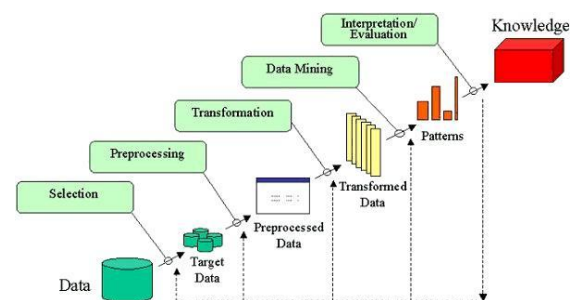 Interpretation/
Evaluation
Knowledge
Data Mining
Transformation
Patterns
Preprocessing
Transformed
Data
Selection
Preprocessed
Data
Target
Data
Data